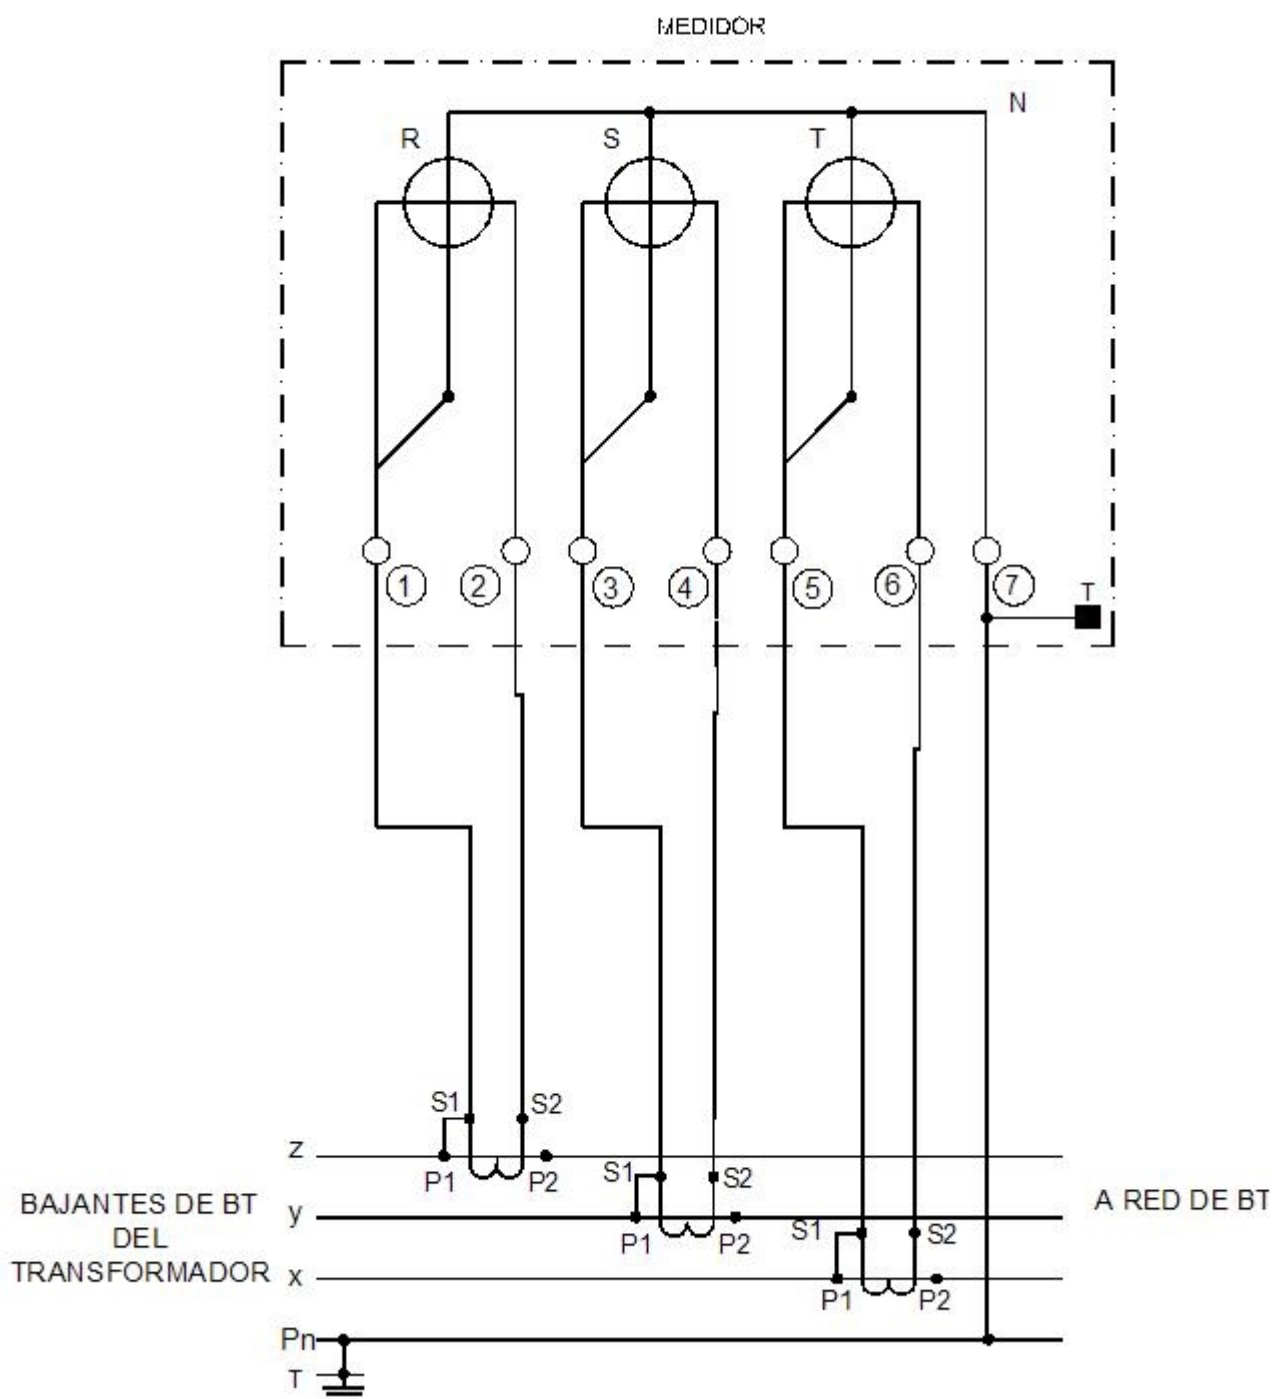 MEDIDOR
N
R
S
T
1
2
3
4
5
6
7
T
S1
S2
z
P1
P2
S1
S2
BAJANTES DE BT
DEL
TRANSFORMADOR
y
P1
P2
A RED DE BT
S1
S2
x
P1
P2
Pn
T